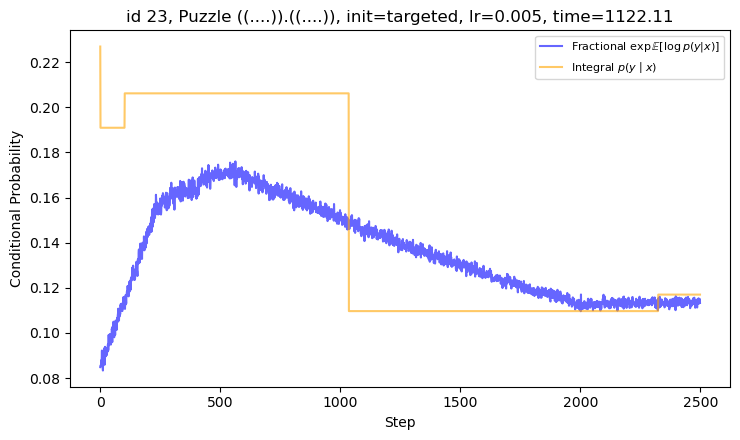 id 23, Puzzle ((....)).((....)), init=targeted, lr=0.005, time=1122.11
Fractional exp𝔼[log p(y|x)]
Integral p(y | x)
Conditional Probability
0.22
0.20
0.18
0.16
0.14
0.12
0.10
0.08
0 500 1000 1500 2000 2500
Step